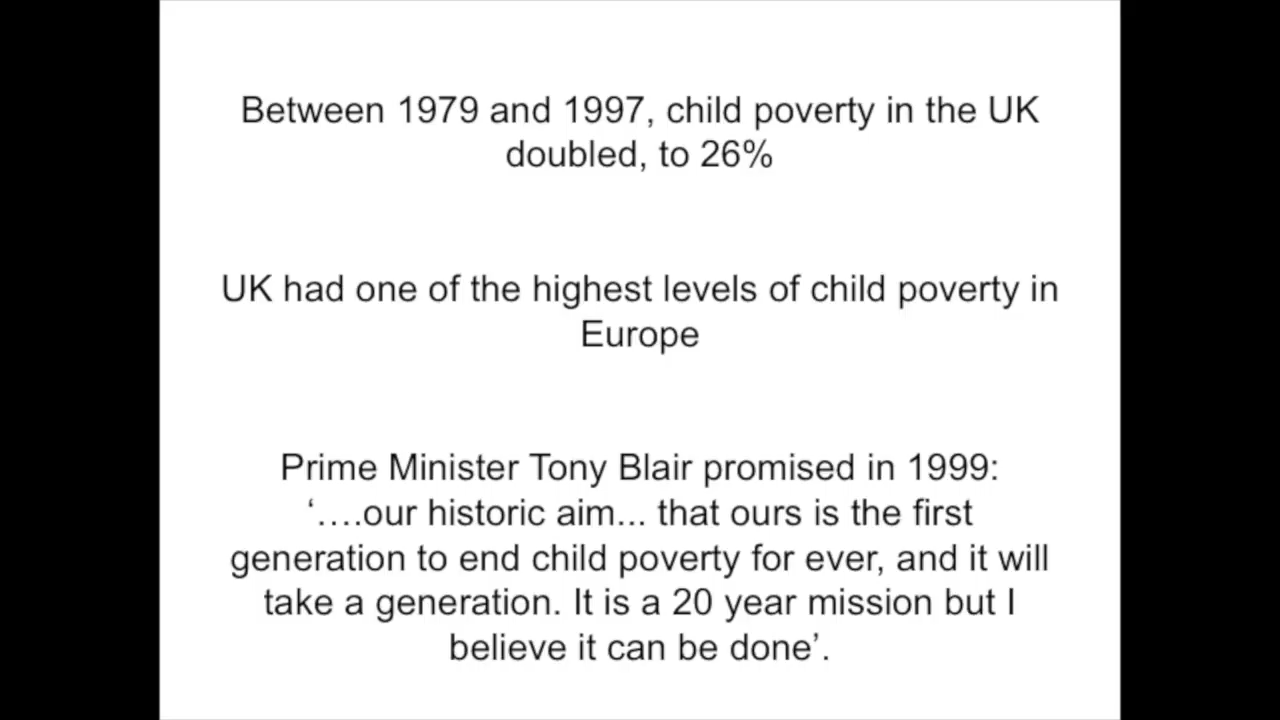 Between 1979 and 1997, child poverty in the UK
doubled, to 26%
UK had one of the highest levels of child poverty in
Europe
Prime Minister Tony Blair promised in 1999:
‘….our historic aim... that ours is the first
generation to end child poverty for ever, and it will
take a generation. It is a 20 year mission but I
believe it can be done’.